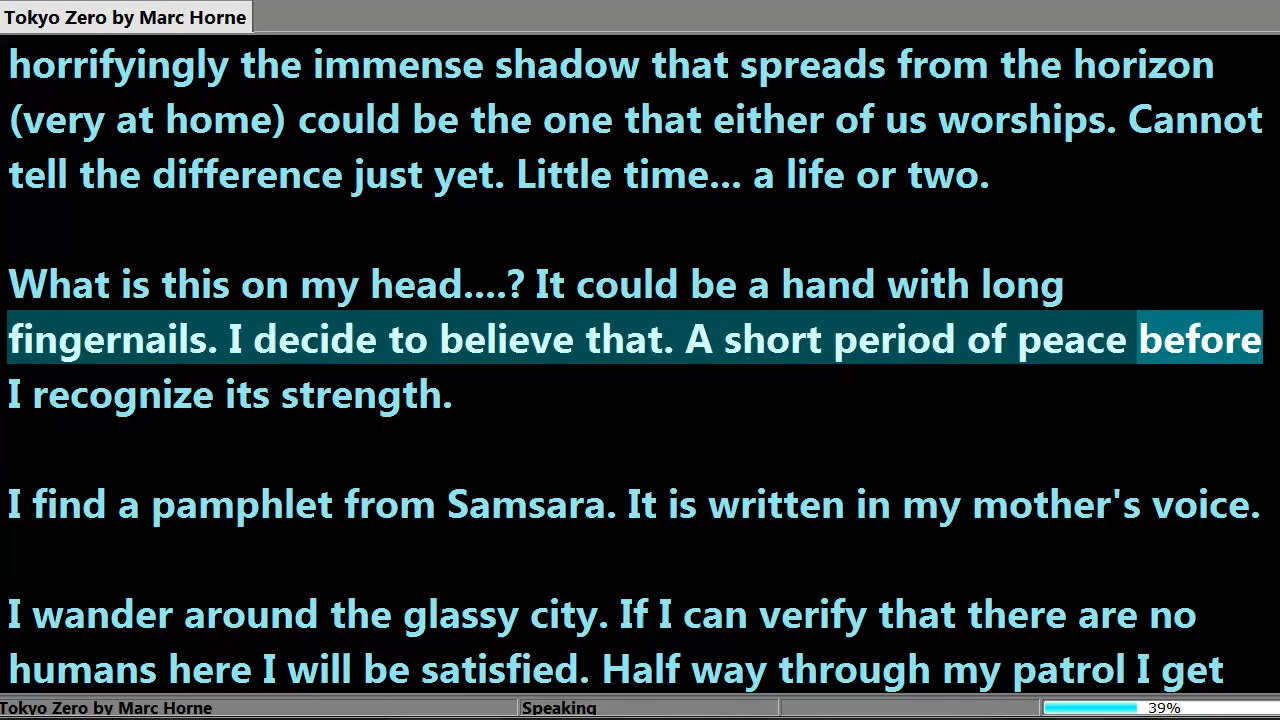 Tokyo Zero by Marc Horne
horrifyingly the immense shadow that spreads from the horizon
(very at home) could be the one that either of us worships. Cannot
tell the difference just yet. Little time... a life or two.
What is this on my head....? It could be a hand with long
fingernails. I decide to believe that. A short period of peace before
I recognize its strength.
I find a pamphlet from Samsara. It is written in my mother's voice.
I wander around the glassy city. If I can verify that there are no
humans here I will be satisfied. Half way through my patrol I get
Tokyo Zero by Marc Horne Speaking 39%